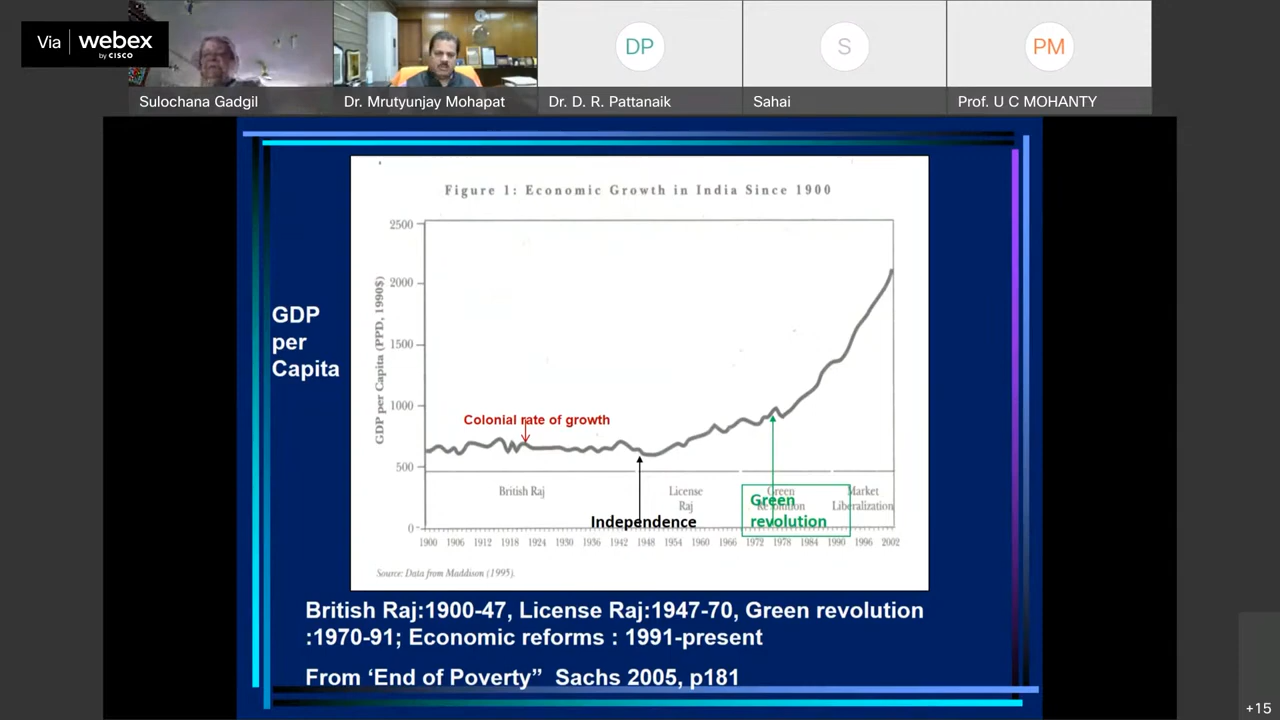 Via webex
by CISCO
Sulochana Gadgil
Dr. Mrutyunjay Mohapat
DP
Dr. D. R. Pattanaik
S
Sahai
PM
Prof. U C MOHANTY
Figure 1: Economic Growth in India Since 1900
GDP
per
Capita
GDP per Capita (PPD, 1990$)
2500
2000
1500
1000
500
0
Colonial rate of growth
British Raj
License
Raj
Green
Revolution
Market
Liberalization
Independence
Green
revolution
1900 1906 1912 1918 1924 1930 1936 1942 1948 1954 1960 1966 1972 1978 1984 1990 1996 2002
Source: Data from Maddison (1995).
British Raj:1900-47, License Raj:1947-70, Green revolution
:1970-91; Economic reforms : 1991-present
From ‘End of Poverty” Sachs 2005, p181
+15